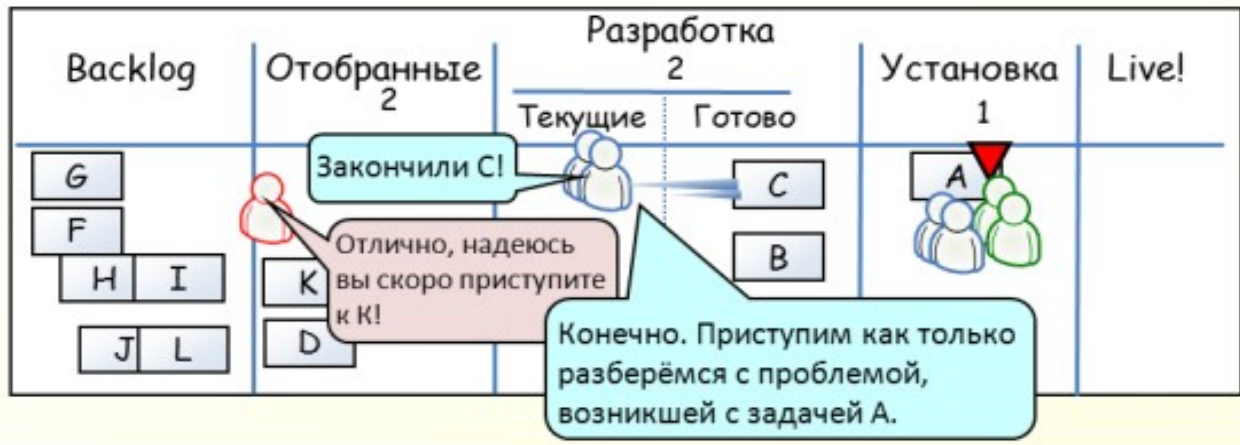 Backlog
Отобранные
2
Разработка
2
Текущие
Готово
Установка
1
Live!
G
F
H
I
J
L
K
D
Закончили С!
Отлично, надеюсь
вы скоро приступите
к К!
C
B
A
Конечно. Приступим как только
разберёмся с проблемой,
возникшей с задачей А.